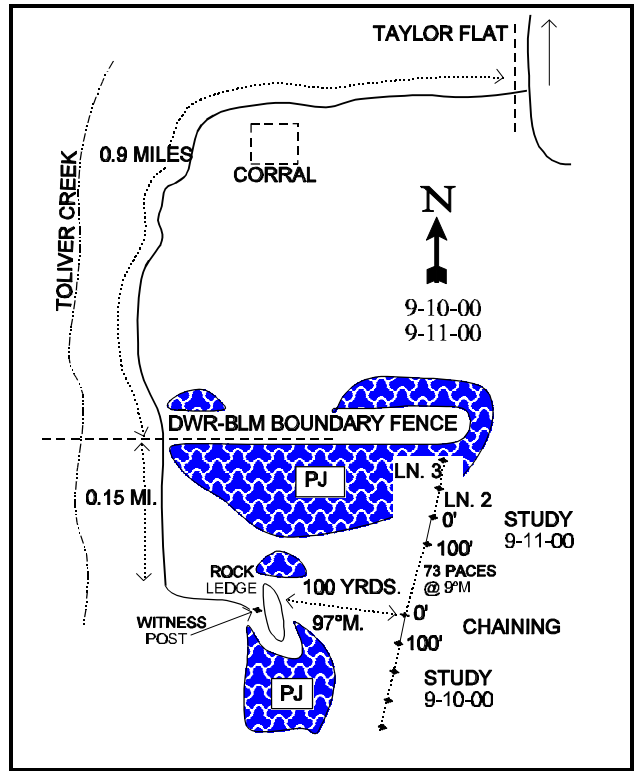 TAYLOR FLAT
0.9 MILES
CORRAL
TOLIVER CREEK
N
9-10-00
9-11-00
DWR-BLM BOUNDARY FENCE
PJ
LN. 3
0.15 MI.
LN. 2
0'
STUDY
9-11-00
100'
ROCK
LEDGE
100 YRDS.
73 PACES
@ 9°M
WITNESS
POST
97°M.
0'
CHAINING
100'
STUDY
9-10-00
PJ